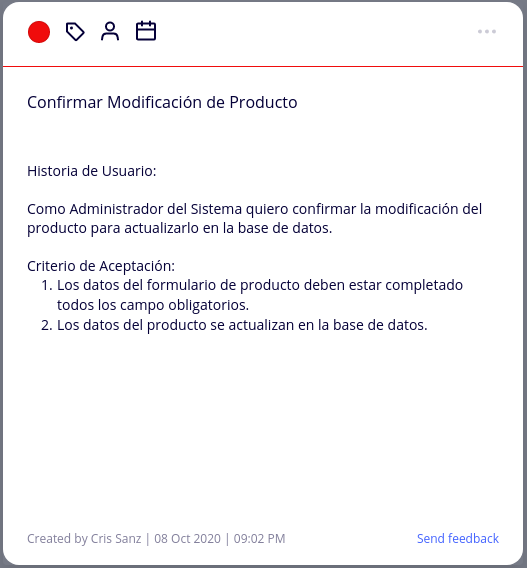 Confirmar Modificación de Producto
Historia de Usuario:
Como Administrador del Sistema quiero confirmar la modificación del
producto para actualizarlo en la base de datos.
Criterio de Aceptación:
1. Los datos del formulario de producto deben estar completado
todos los campo obligatorios.
2. Los datos del producto se actualizan en la base de datos.
Created by Cris Sanz | 08 Oct 2020 | 09:02 PM Send feedback